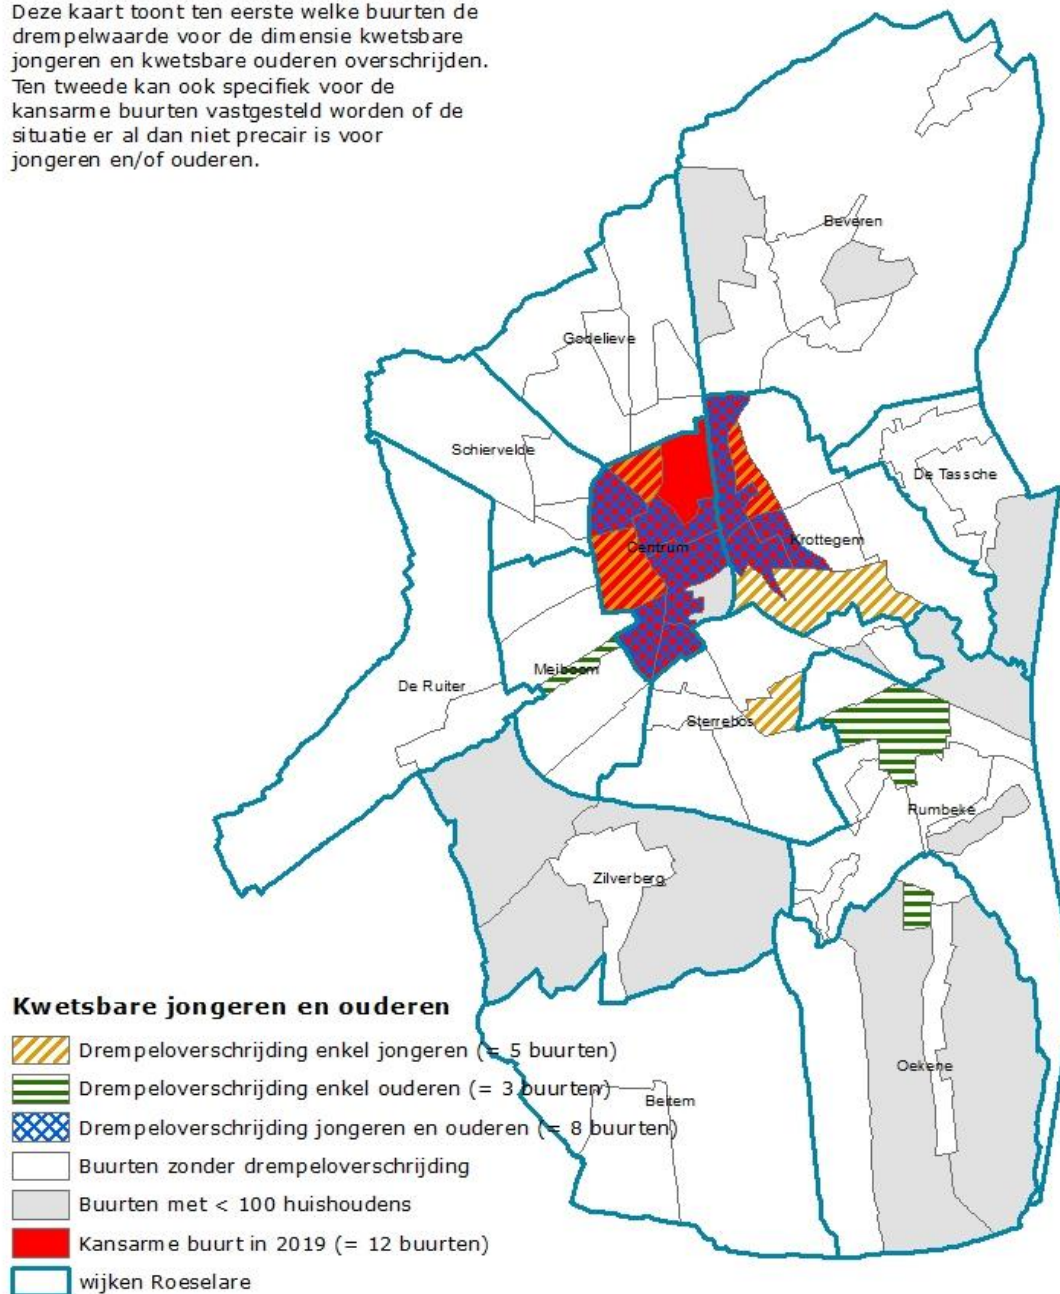 Deze kaart toont ten eerste welke buurten de
drempelwaarde voor de dimensie kwetsbare
jongeren en kwetsbare ouderen overschrijden.
Ten tweede kan ook specifiek voor de
kansarme buurten vastgesteld worden of de
situatie er al dan niet precair is voor
jongeren en/of ouderen.
Beveren
Godelieve
Schiervelde
De Tassche
Centrum
Krottegem
Meiboom
De Ruiter
Sterrebos
Rumbeke
Zilverberg
Oekene
Beitem
Kwetsbare jongeren en ouderen
Drempeloverschrijding enkel jongeren (= 5 buurten)
Drempeloverschrijding enkel ouderen (= 3 buurten)
Drempeloverschrijding jongeren en ouderen (= 8 buurten)
Buurten zonder drempeloverschrijding
Buurten met < 100 huishoudens
Kansarme buurt in 2019 (= 12 buurten)
wijken Roeselare